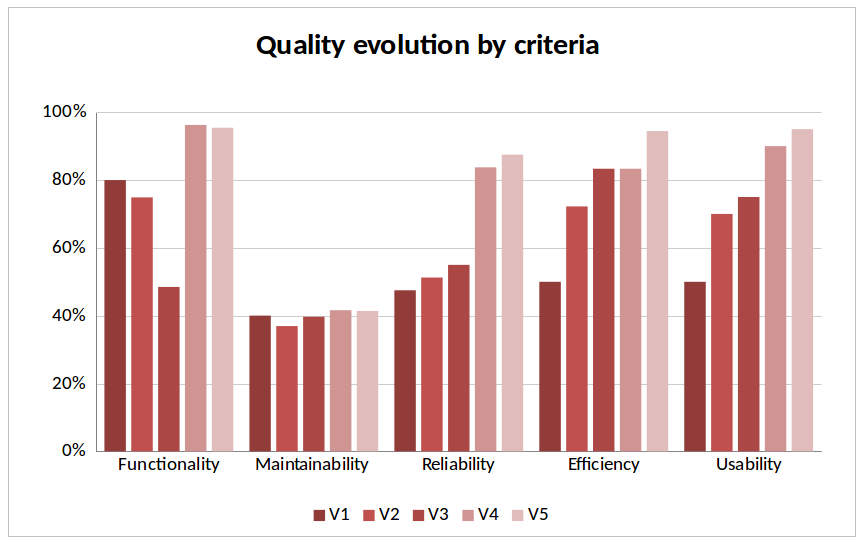 Quality evolution by criteria
100%
80%
60%
40%
20%
0%
Functionality Maintainability Reliability Efficiency Usability
V1 V2 V3 V4 V5